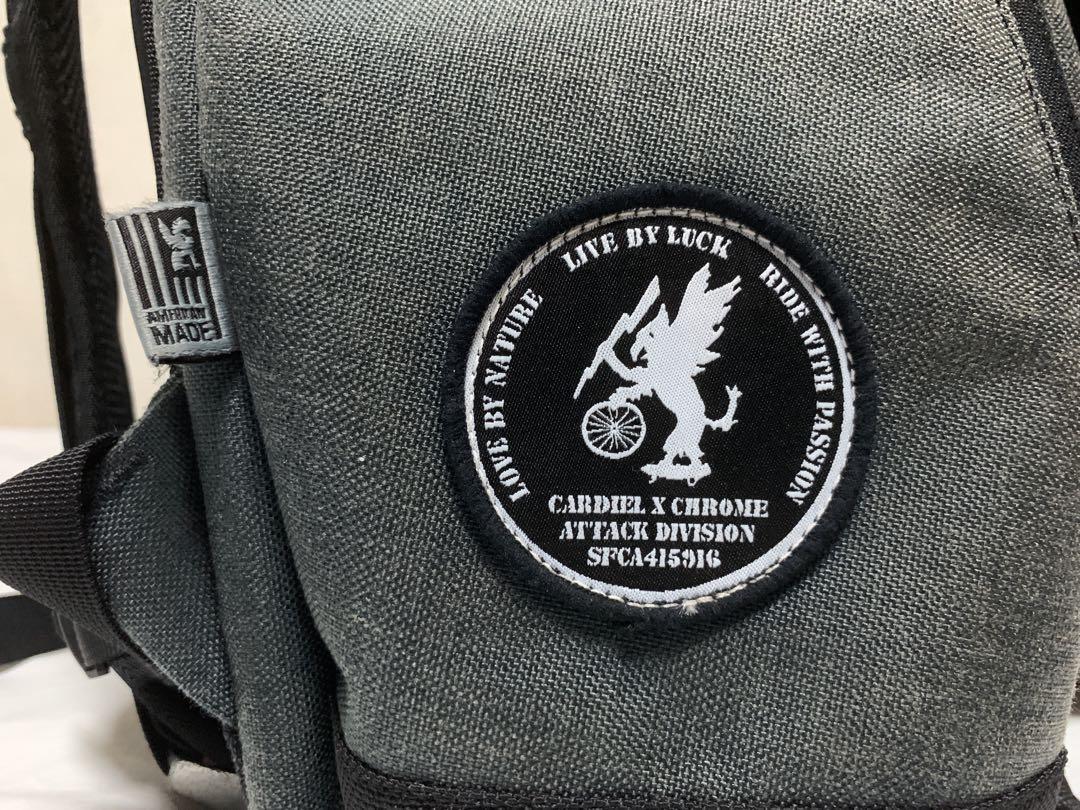 AMERICAN
MADE
LOVE BY NATURE
LIVE BY LUCK
RIDE WITH PASSION
CARDIEL X CHROME
ATTACK DIVISION
SFCA415916